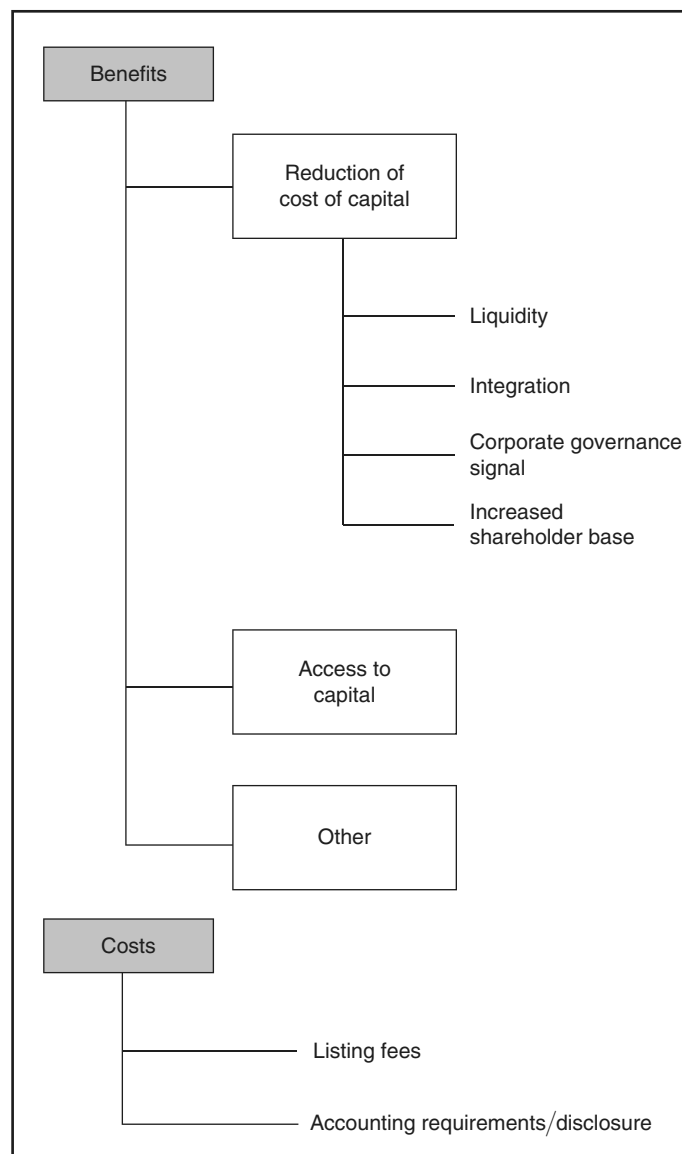 Benefits
Reduction of
cost of capital
Liquidity
Integration
Corporate governance
signal
Increased
shareholder base
Access to
capital
Other
Costs
Listing fees
Accounting requirements/disclosure